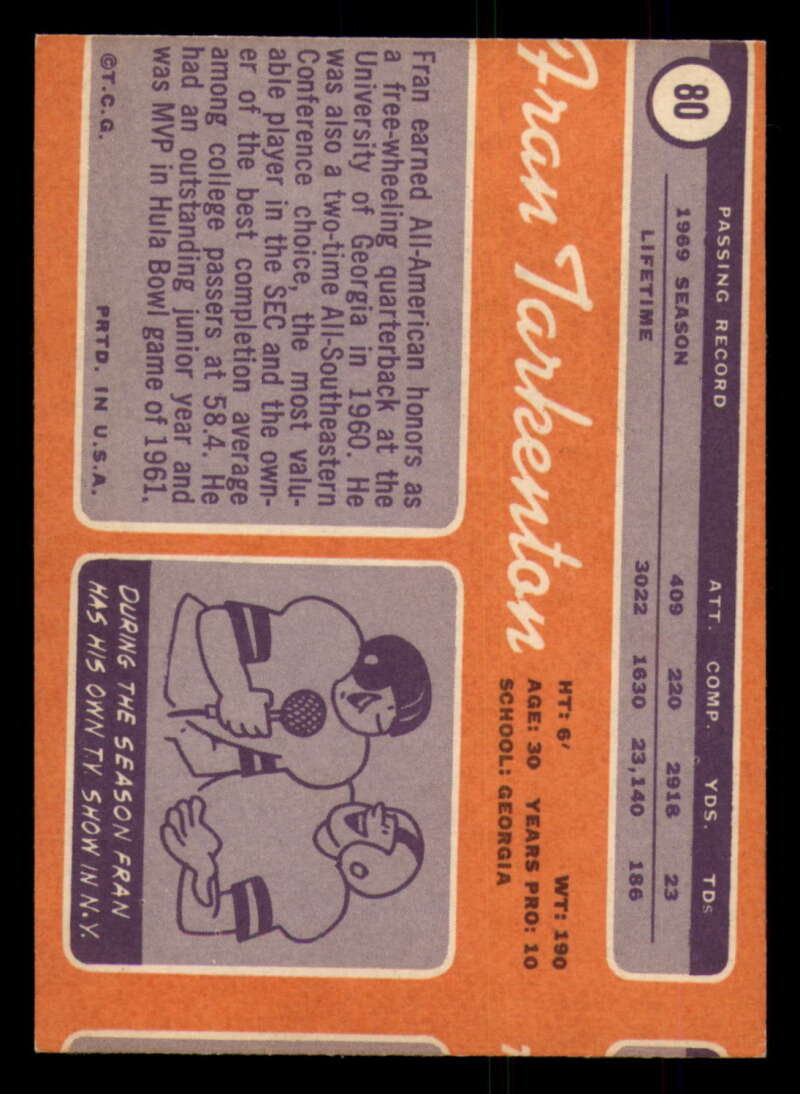 80
PASSING RECORD ATT. COMP. YDS. TDs
1969 SEASON 409 220 2918 23
LIFETIME 3022 1630 23,140 186
Fran Tarkenton
HT: 6' WT: 190
AGE: 30 YEARS PRO: 10
SCHOOL: GEORGIA
Fran earned All-American honors as
a free-wheeling quarterback at the
University of Georgia in 1960. He
was also a two-time All-Southeastern
Conference choice, the most valu-
able player in the SEC and the own-
er of the best completion average
among college passers at 58.4. He
had an outstanding junior year and
was MVP in Hula Bowl game of 1961.
©T.C.G. PRTD. IN U.S.A.
DURING THE SEASON FRAN
HAS HIS OWN T.V. SHOW IN N.Y.